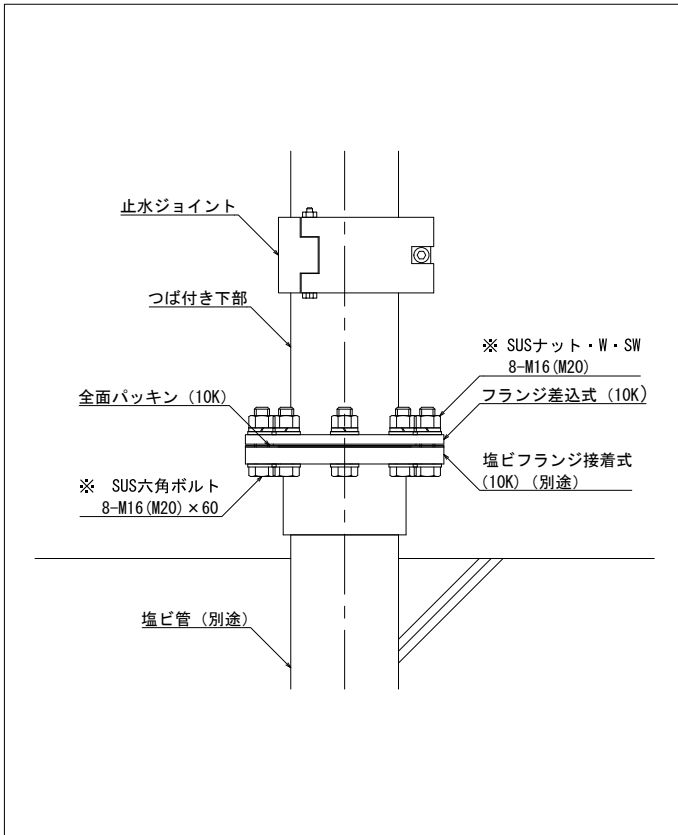 止水ジョイント
つば付き下部
※ SUSナット・W・SW
8-M16(M20)
全面パッキン (10K)
フランジ差込式 (10K)
塩ビフランジ接着式
(10K) (別途)
※ SUS六角ボルト
8-M16(M20)×60
塩ビ管 (別途)